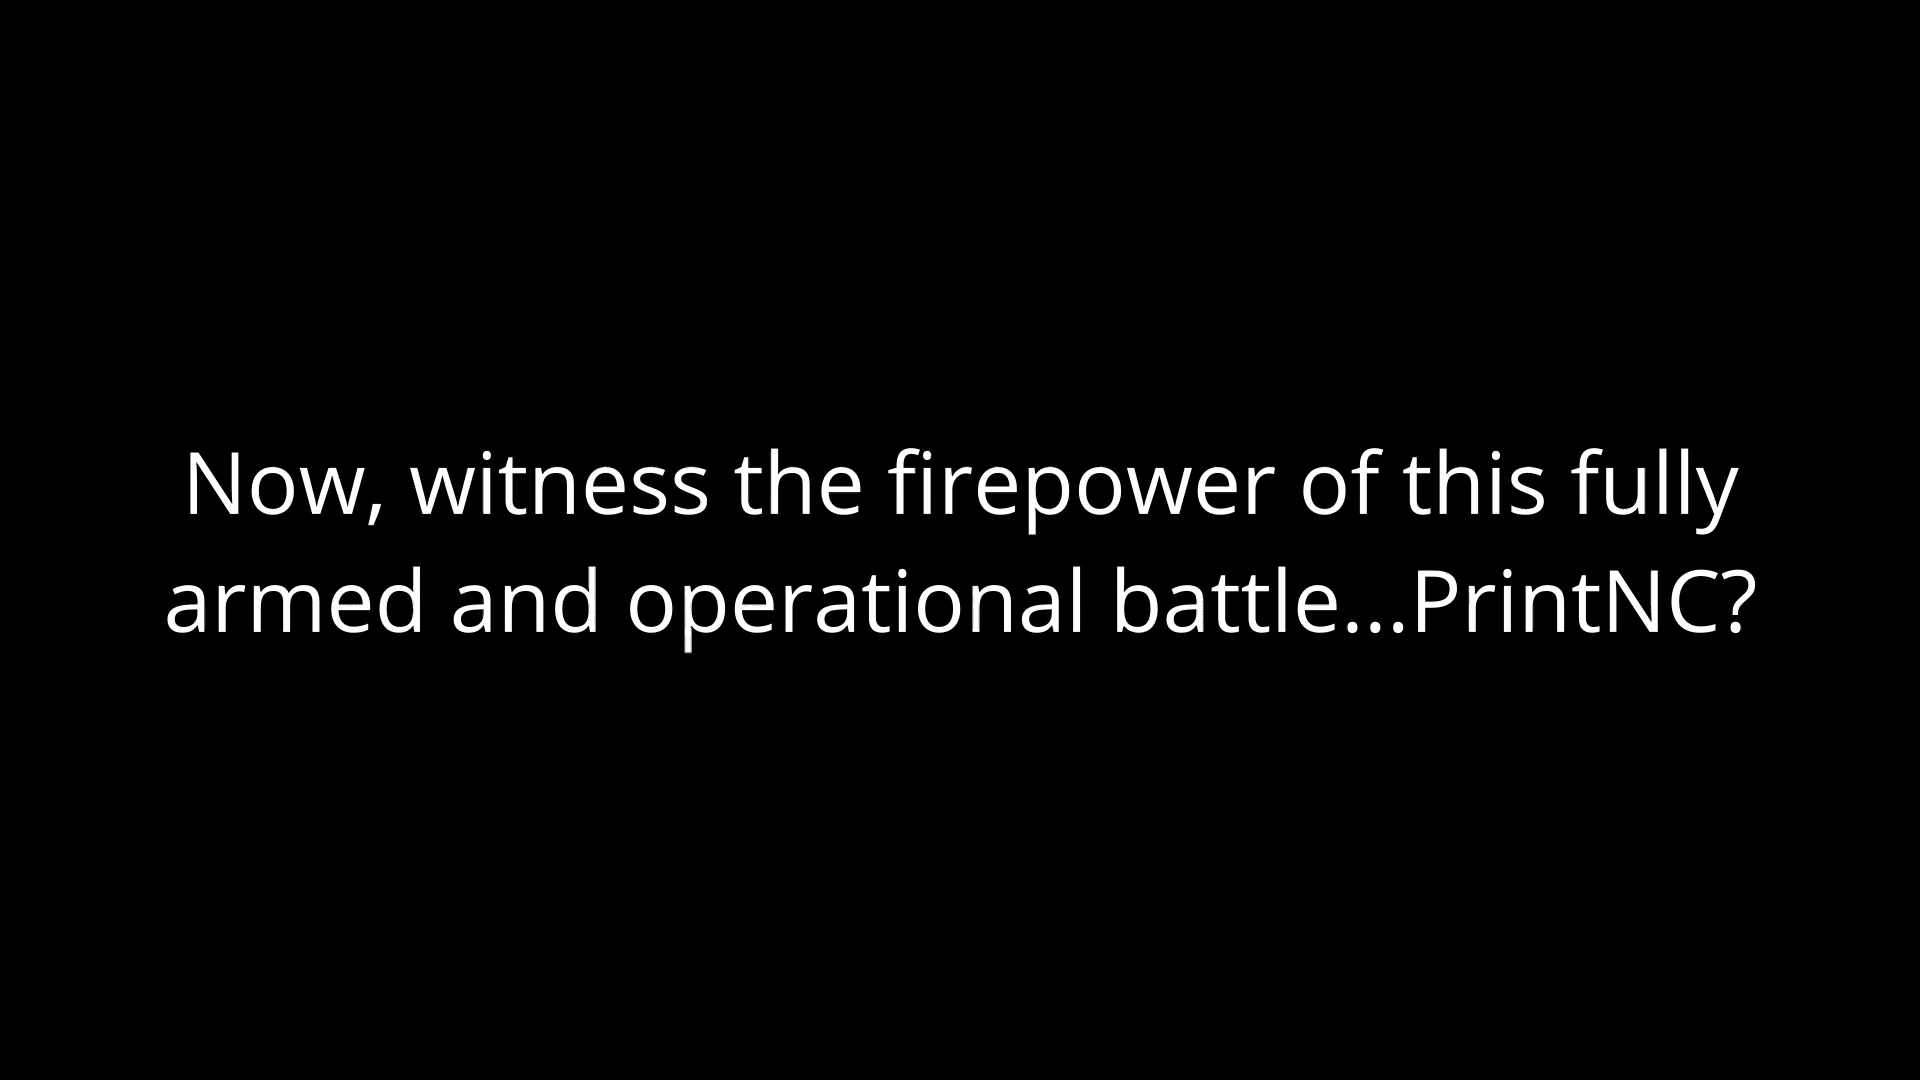 Now, witness the firepower of this fully
armed and operational battle...PrintNC?